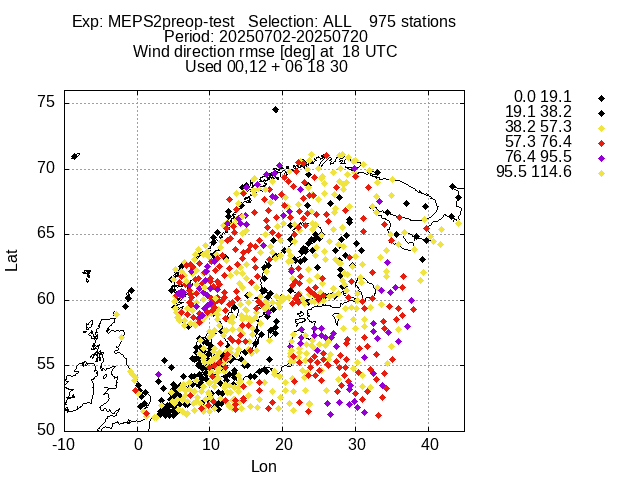 Exp: MEPS2preop-test   Selection: ALL    975 stations
Period: 20250702-20250720
Wind direction rmse [deg] at  18 UTC
Used 00,12 + 06 18 30
0.0 19.1
19.1 38.2
38.2 57.3
57.3 76.4
76.4 95.5
95.5 114.6
75
70
65
60
55
50
Lat
-10 0 10 20 30 40
Lon